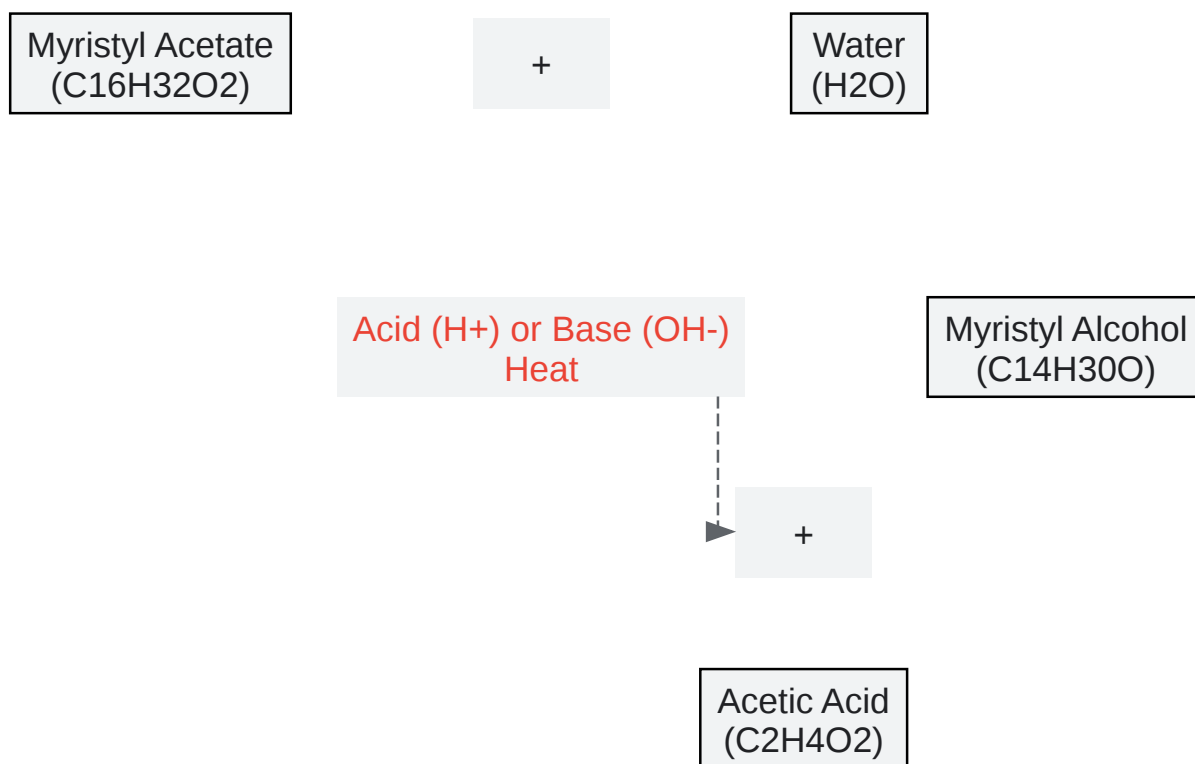 Myristyl Acetate
(C16H32O2)
+
Water
(H2O)
Acid (H+) or Base (OH-)
Heat
Myristyl Alcohol
(C14H30O)
+
Acetic Acid
(C2H4O2)